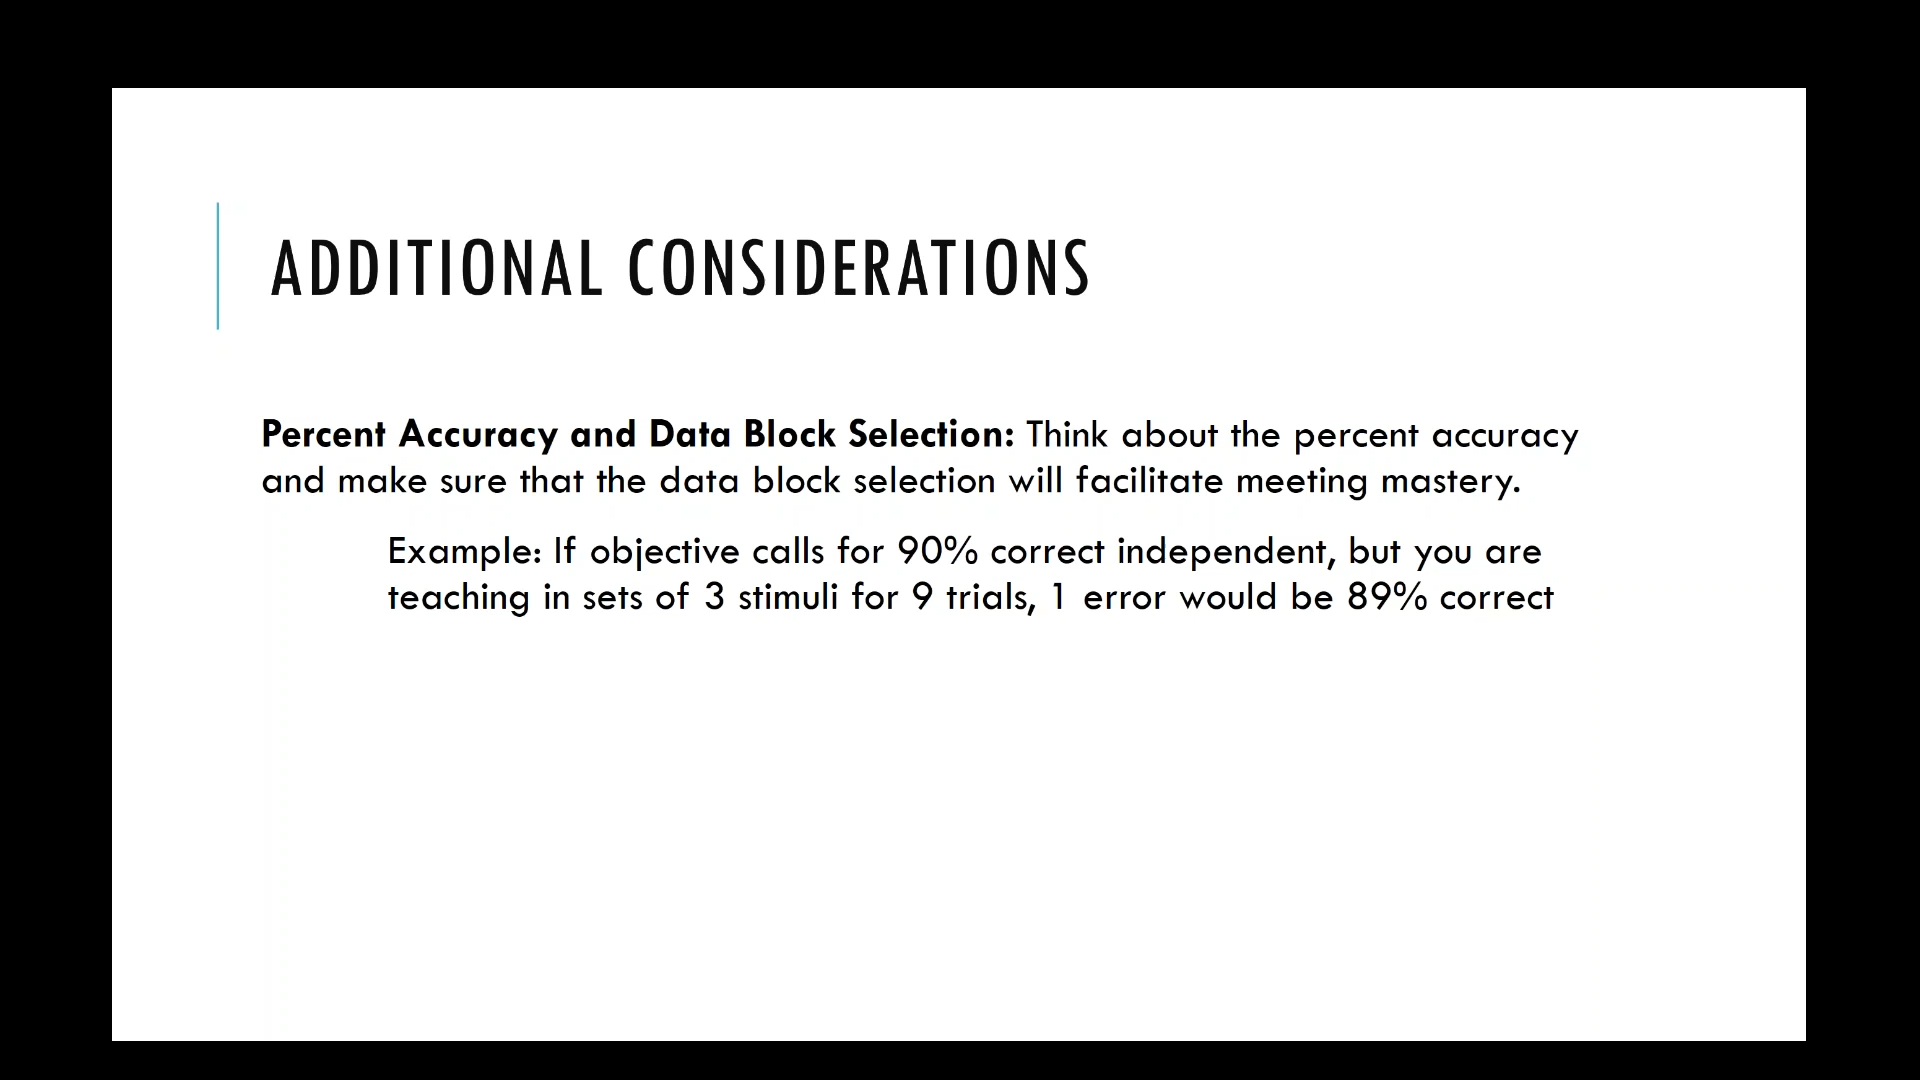 ADDITIONAL CONSIDERATIONS
Percent Accuracy and Data Block Selection: Think about the percent accuracy
and make sure that the data block selection will facilitate meeting mastery.
Example: If objective calls for 90% correct independent, but you are
teaching in sets of 3 stimuli for 9 trials, 1 error would be 89% correct